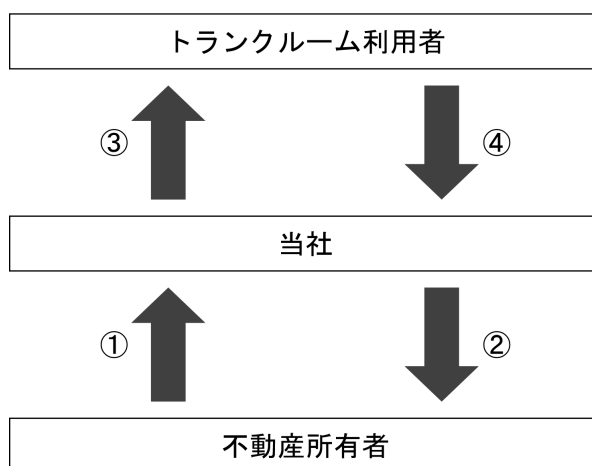 トランクルーム利用者
③ ④
当社
① ②
不動産所有者